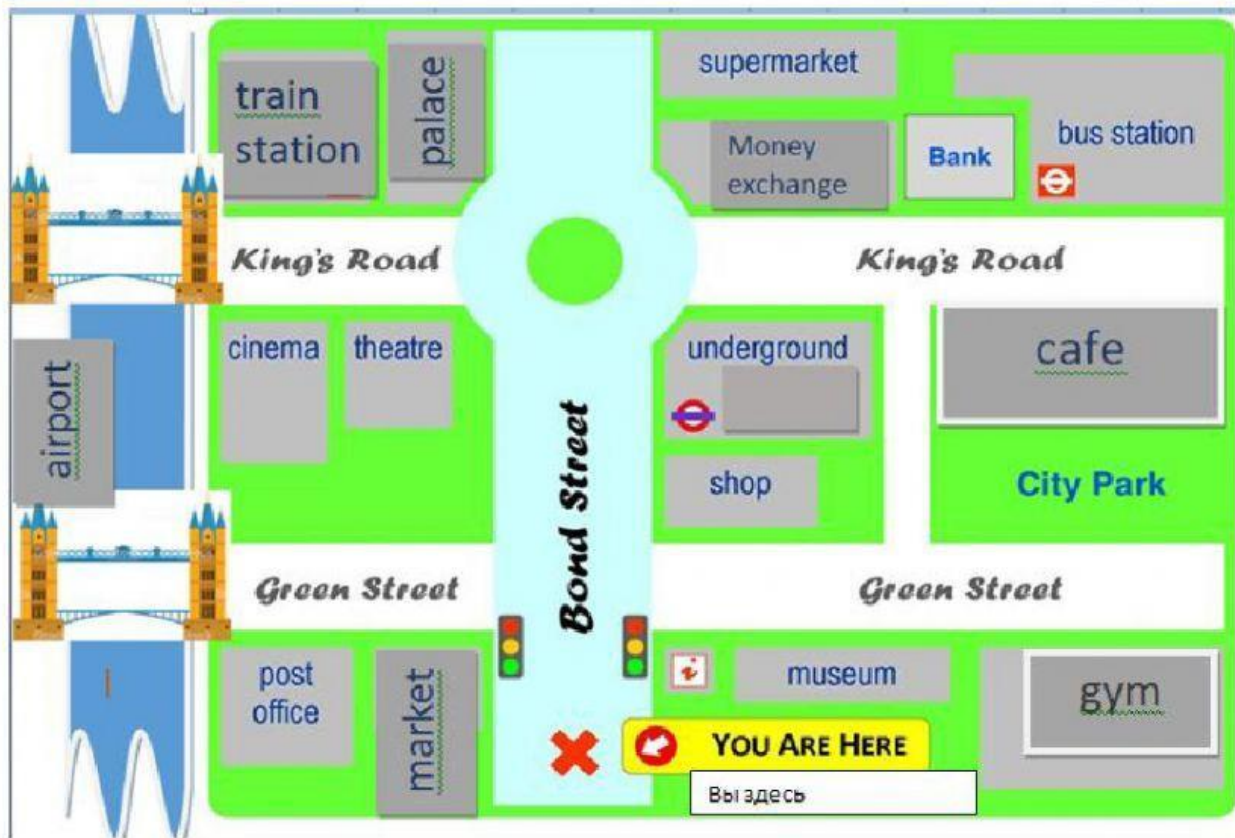 train
station
palace
supermarket
Money
exchange
Bank
bus station
King's Road
King's Road
cinema
theatre
underground
cafe
airport
Bond Street
shop
City Park
Green Street
Green Street
post
office
market
i
museum
gym
YOU ARE HERE
Вы здесь